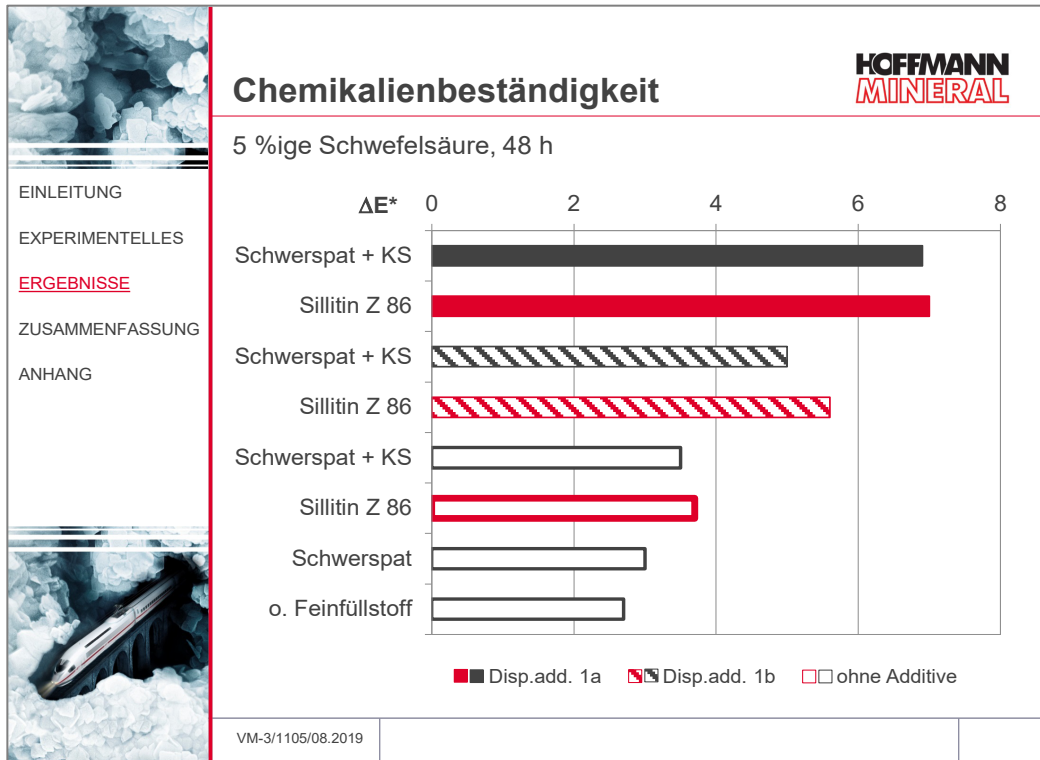 HOFFMANN
MINERAL
Chemikalienbeständigkeit
5 %ige Schwefelsäure, 48 h
EINLEITUNG
EXPERIMENTELLES
ERGEBNISSE
ZUSAMMENFASSUNG
ANHANG
ΔE* 0 2 4 6 8
Schwerspat + KS
Sillitin Z 86
Schwerspat + KS
Sillitin Z 86
Schwerspat + KS
Sillitin Z 86
Schwerspat
o. Feinfüllstoff
Disp.add. 1a Disp.add. 1b ohne Additive
VM-3/1105/08.2019